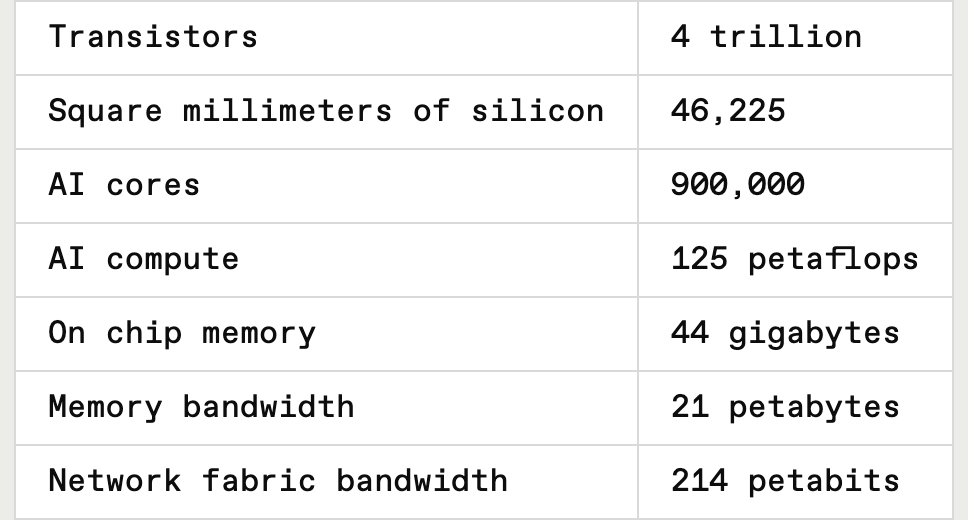 Transistors 4 trillion
Square millimeters of silicon 46,225
AI cores 900,000
AI compute 125 petaflops
On chip memory 44 gigabytes
Memory bandwidth 21 petabytes
Network fabric bandwidth 214 petabits